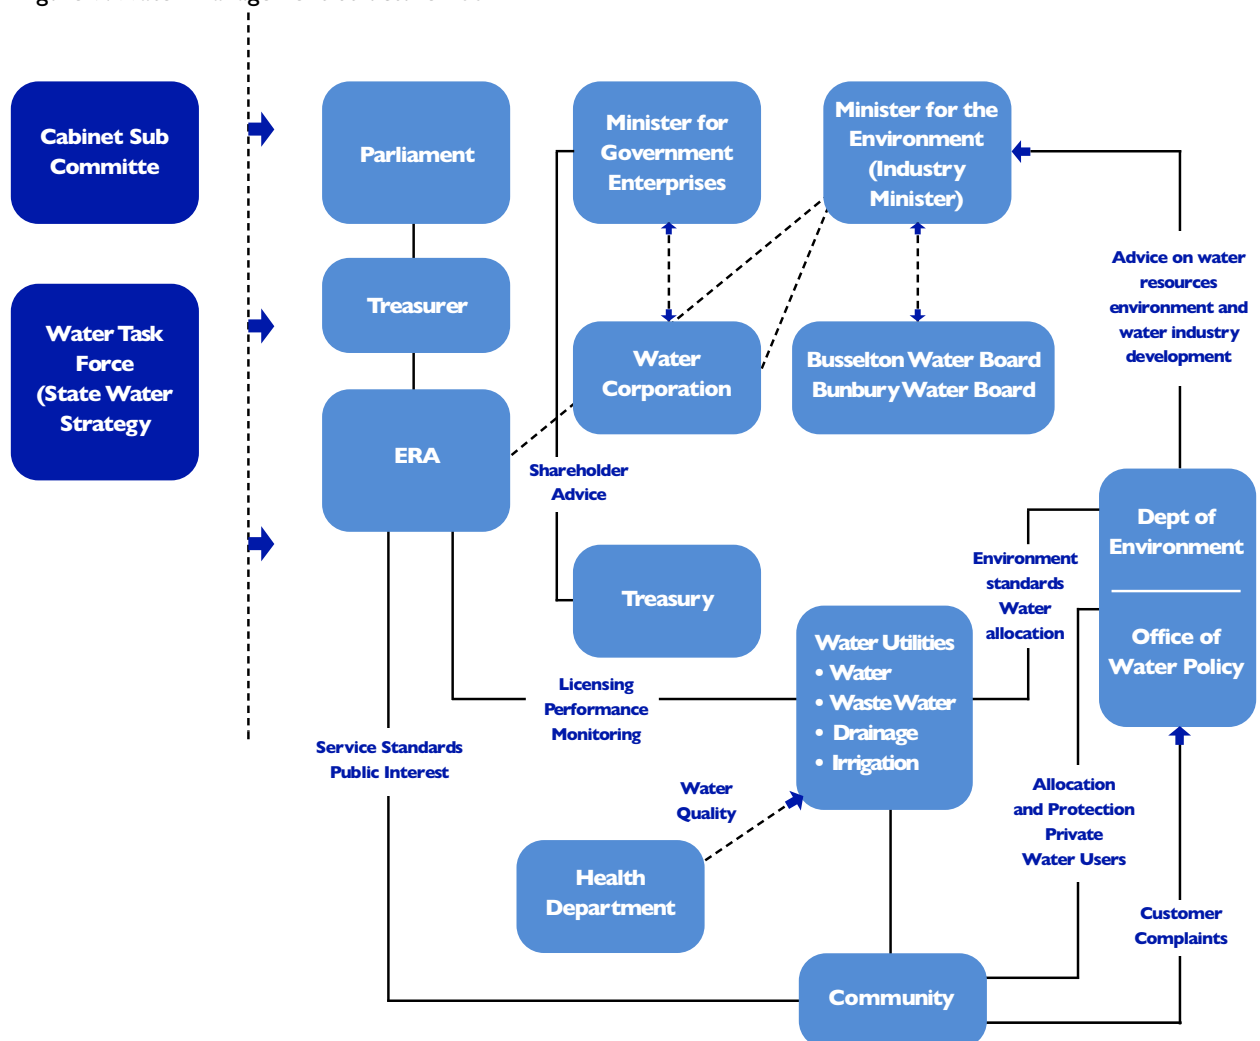 Cabinet Sub
Committe
Water Task
Force
(State Water
Strategy
Parliament
Treasurer
ERA
Minister for
Government
Enterprises
Minister for the
Environment
(Industry
Minister)
Water
Corporation
Busselton Water Board
Bunbury Water Board
Advice on water
resources
environment and
water industry
development
Shareholder
Advice
Treasury
Environment
standards
Water
allocation
Dept of
Environment
Office of
Water Policy
Water Utilities
• Water
• Waste Water
• Drainage
• Irrigation
Licensing
Performance
Monitoring
Service Standards
Public Interest
Water
Quality
Health
Department
Allocation
and Protection
Private
Water Users
Customer
Complaints
Community